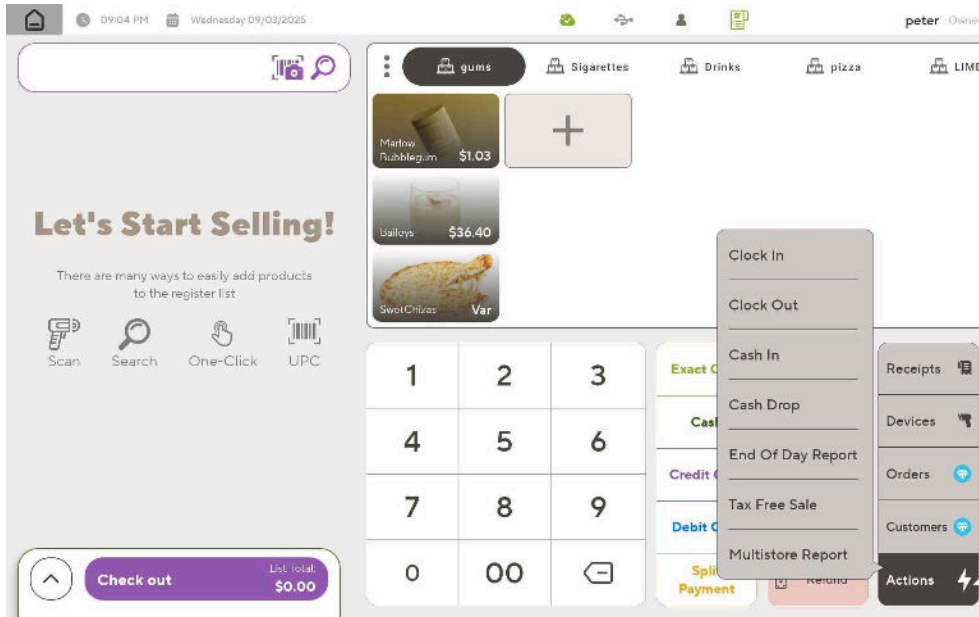 09:04 PM
Wednesday 09/03/2025
peter
gums
Sigarettes
Drinks
pizza
LIME
Marlow
Bubblegum
$1.03
Baileys
$36.40
Var
Let's Start Selling!
There are many ways to easily add products
to the register list
Scan
Search
One-Click
UPC
Check out
List Total:
$0.00
1
2
3
4
5
6
7
8
9
0
00
Exact
Cas
Credit
Debit
Payment
Clock In
Clock Out
Cash In
Cash Drop
End Of Day Report
Tax Free Sale
Multistore Report
Refund
Receipts
Devices
Orders
Customers
Actions